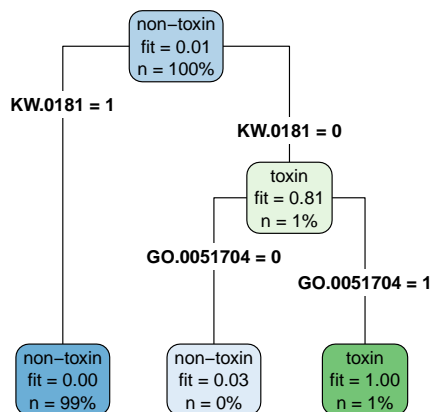 non−toxin
fit = 0.01
n = 100%
KW.0181 = 1
KW.0181 = 0
toxin
fit = 0.81
n = 1%
GO.0051704 = 0
GO.0051704 = 1
non−toxin
fit = 0.00
n = 99%
non−toxin
fit = 0.03
n = 0%
toxin
fit = 1.00
n = 1%